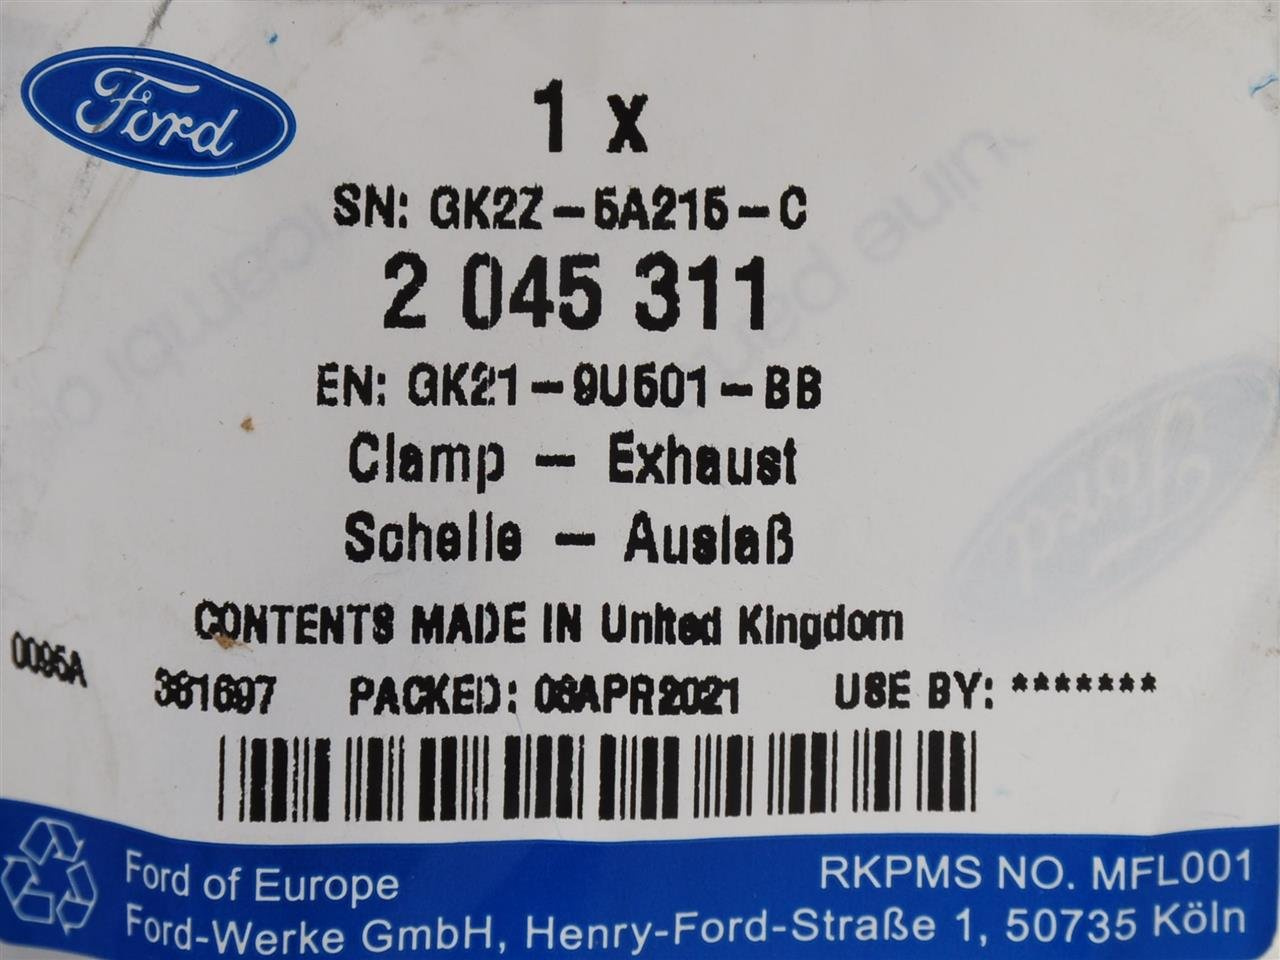 Ford
1 x
SN: GK2Z-5A215-C
2 045 311
EN: GK21-9U501-BB
Clamp - Exhaust
Schelle - Auslaß
CONTENTS MADE IN United Kingdom
0095A
381697 PACKED: 08APR2021 USE BY: *******
Ford of Europe
RKPMS NO. MFL001
Ford-Werke GmbH, Henry-Ford-Straße 1, 50735 Köln